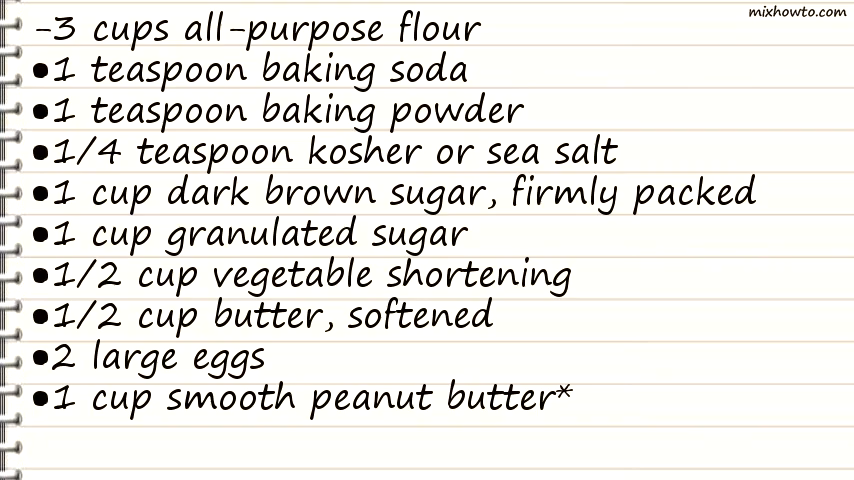 mixhowto.com
-3 cups all-purpose flour
•1 teaspoon baking soda
•1 teaspoon baking powder
•1/4 teaspoon kosher or sea salt
•1 cup dark brown sugar, firmly packed
•1 cup granulated sugar
•1/2 cup vegetable shortening
•1/2 cup butter, softened
•2 large eggs
•1 cup smooth peanut butter*